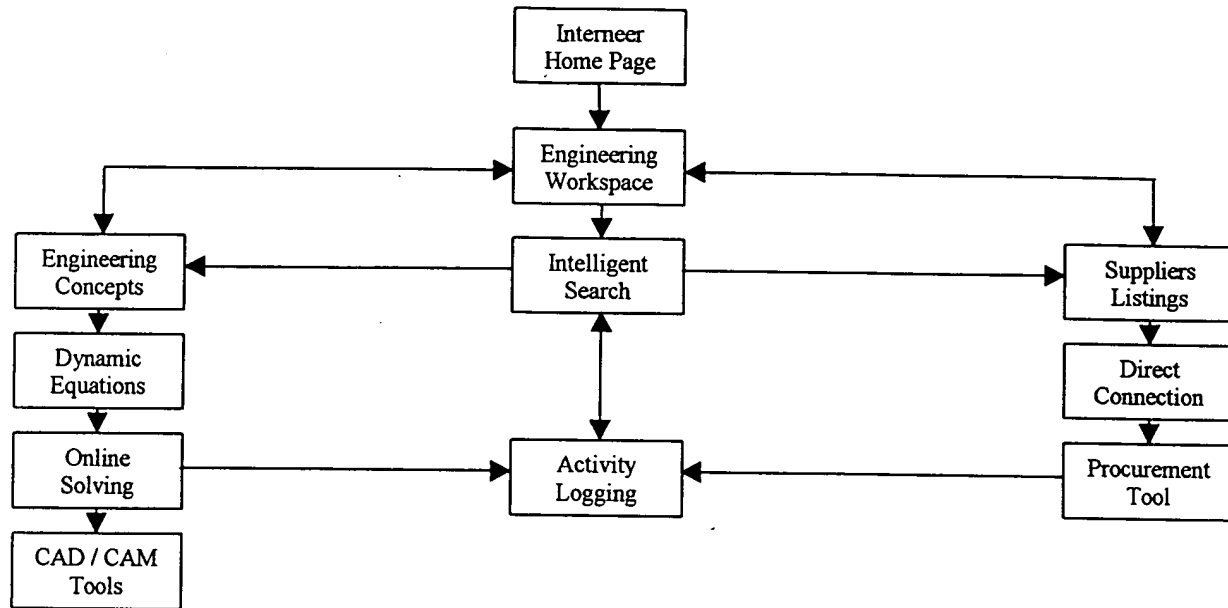 Interneer
Home Page
Engineering
Workspace
Engineering
Concepts
Intelligent
Search
Suppliers
Listings
Dynamic
Equations
Direct
Connection
Online
Solving
Activity
Logging
Procurement
Tool
CAD / CAM
Tools